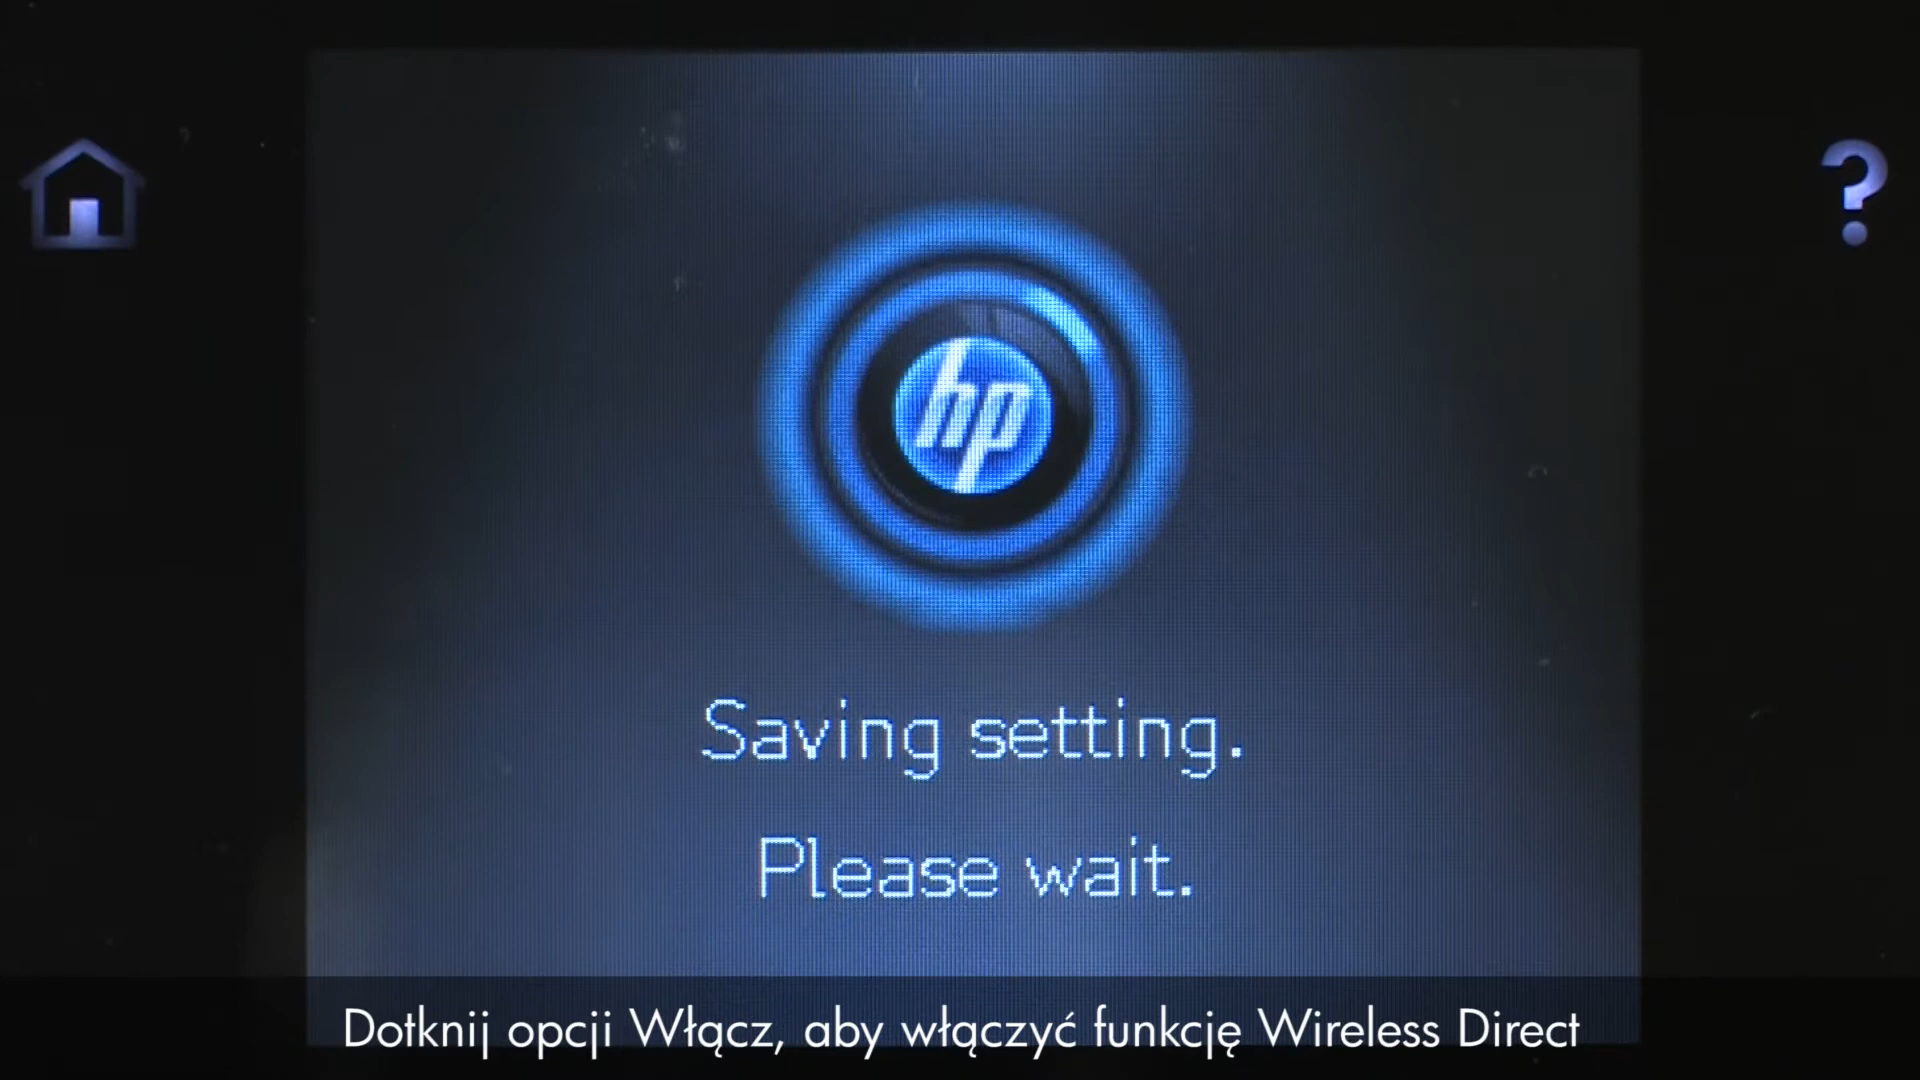 hp
Saving setting.
Please wait.
Dotknij opcji Włącz, aby włączyć funkcję Wireless Direct